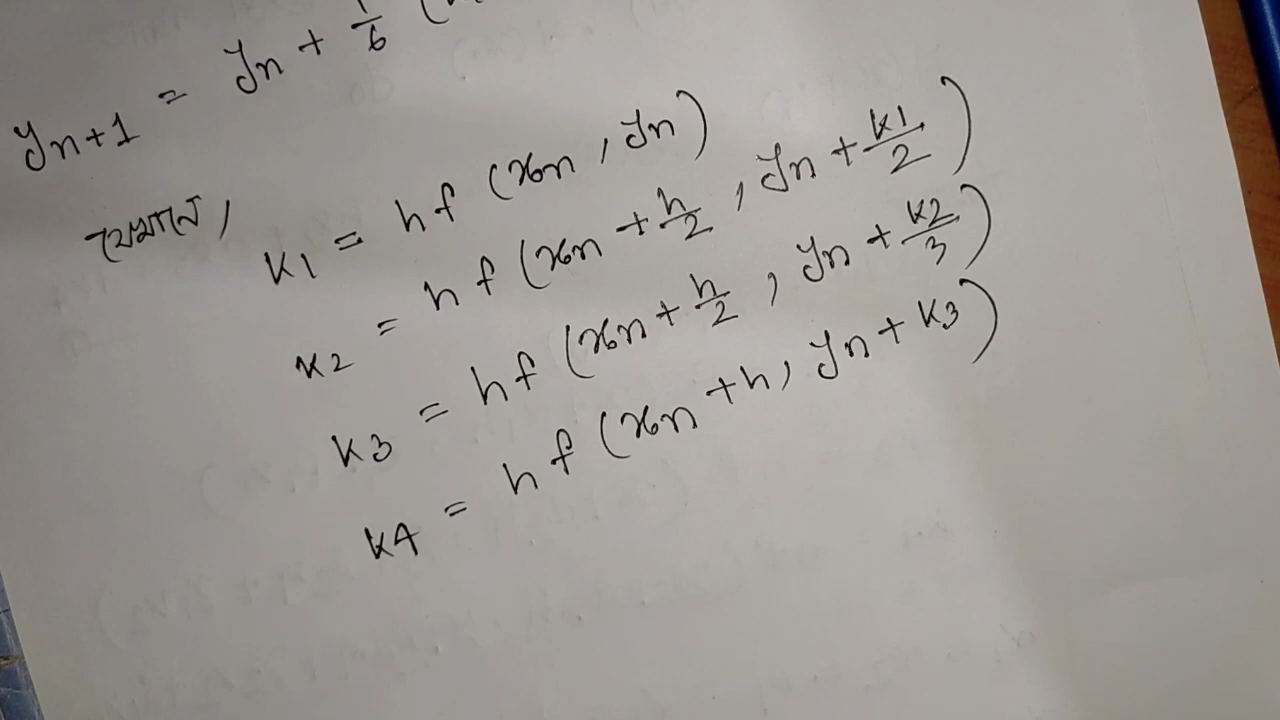 yn+1 = yn + 1/6 (
যেখানে,
K1 = hf (xn, yn)
K2 = hf (xn + h/2, yn + K1/2)
K3 = hf (xn + h/2, yn + K2/3)
K4 = hf (xn + h, yn + K3)